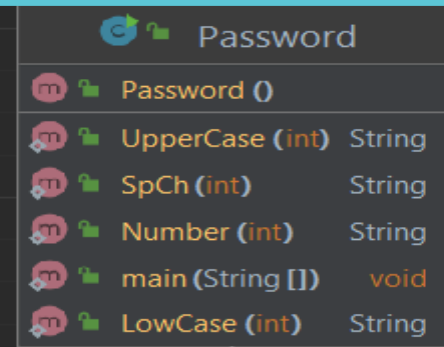 Password
Password ()
UpperCase (int) String
SpCh (int) String
Number (int) String
main (String []) void
LowCase (int) String